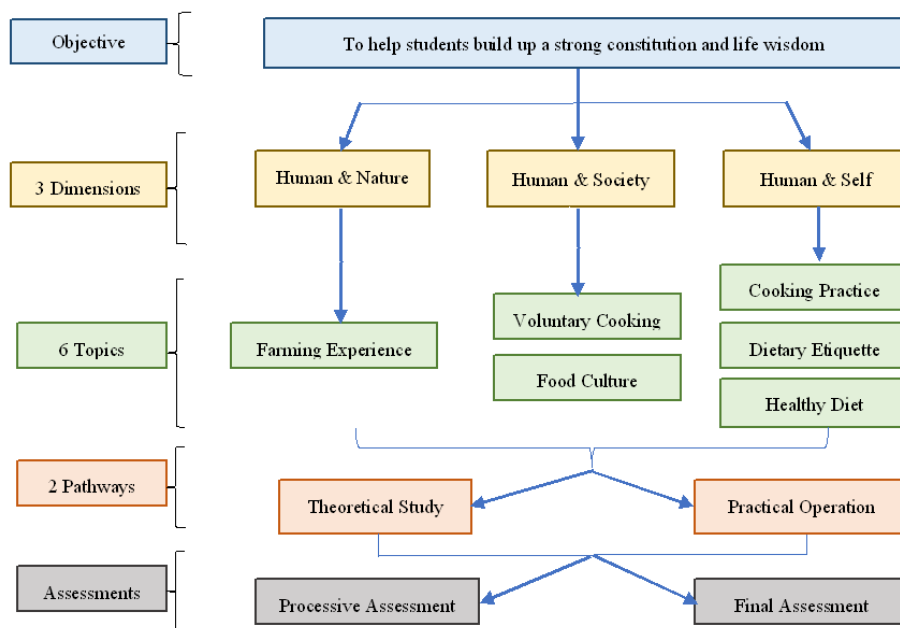 Objective
To help students build up a strong constitution and life wisdom
3 Dimensions
Human & Nature
Human & Society
Human & Self
6 Topics
Farming Experience
Voluntary Cooking
Food Culture
Cooking Practice
Dietary Etiquette
Healthy Diet
2 Pathways
Theoretical Study
Practical Operation
Assessments
Processive Assessment
Final Assessment